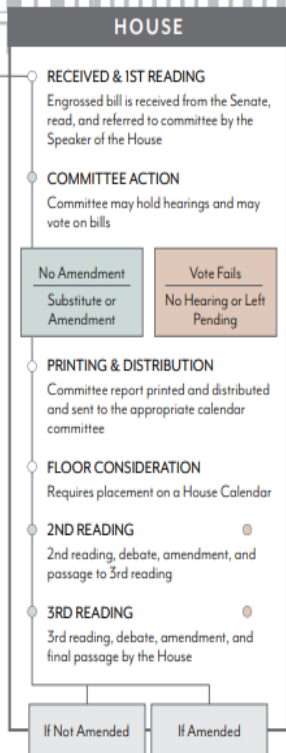 HOUSE
RECEIVED & 1ST READING
Engrossed bill is received from the Senate,
read, and referred to committee by the
Speaker of the House
COMMITTEE ACTION
Committee may hold hearings and may
vote on bills
No Amendment
Substitute or
Amendment
Vote Fails
No Hearing or Left
Pending
PRINTING & DISTRIBUTION
Committee report printed and distributed
and sent to the appropriate calendar
committee
FLOOR CONSIDERATION
Requires placement on a House Calendar
2ND READING
2nd reading, debate, amendment, and
passage to 3rd reading
3RD READING
3rd reading, debate, amendment, and
final passage by the House
If Not Amended
If Amended